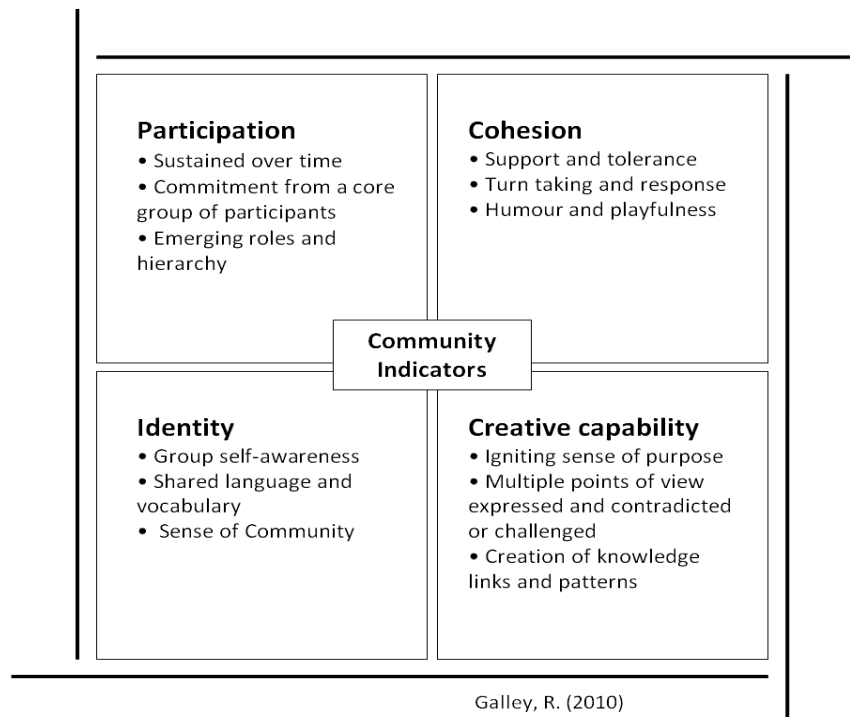 Participation
• Sustained over time
• Commitment from a core
group of participants
• Emerging roles and
hierarchy
Cohesion
• Support and tolerance
• Turn taking and response
• Humour and playfulness
Community
Indicators
Identity
• Group self-awareness
• Shared language and
vocabulary
• Sense of Community
Creative capability
• Igniting sense of purpose
• Multiple points of view
expressed and contradicted
or challenged
• Creation of knowledge
links and patterns
Galley, R. (2010)